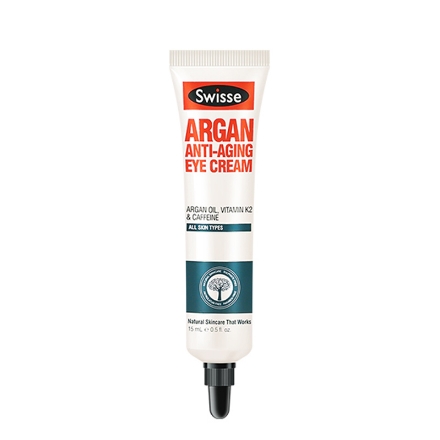 Swisse
ARGAN
ANTI-AGING
EYE CREAM
ARGAN OIL, VITAMIN K2
& CAFFEINE
ALL SKIN TYPES
Natural Skincare That Works
15 mL e 0.5 fl oz